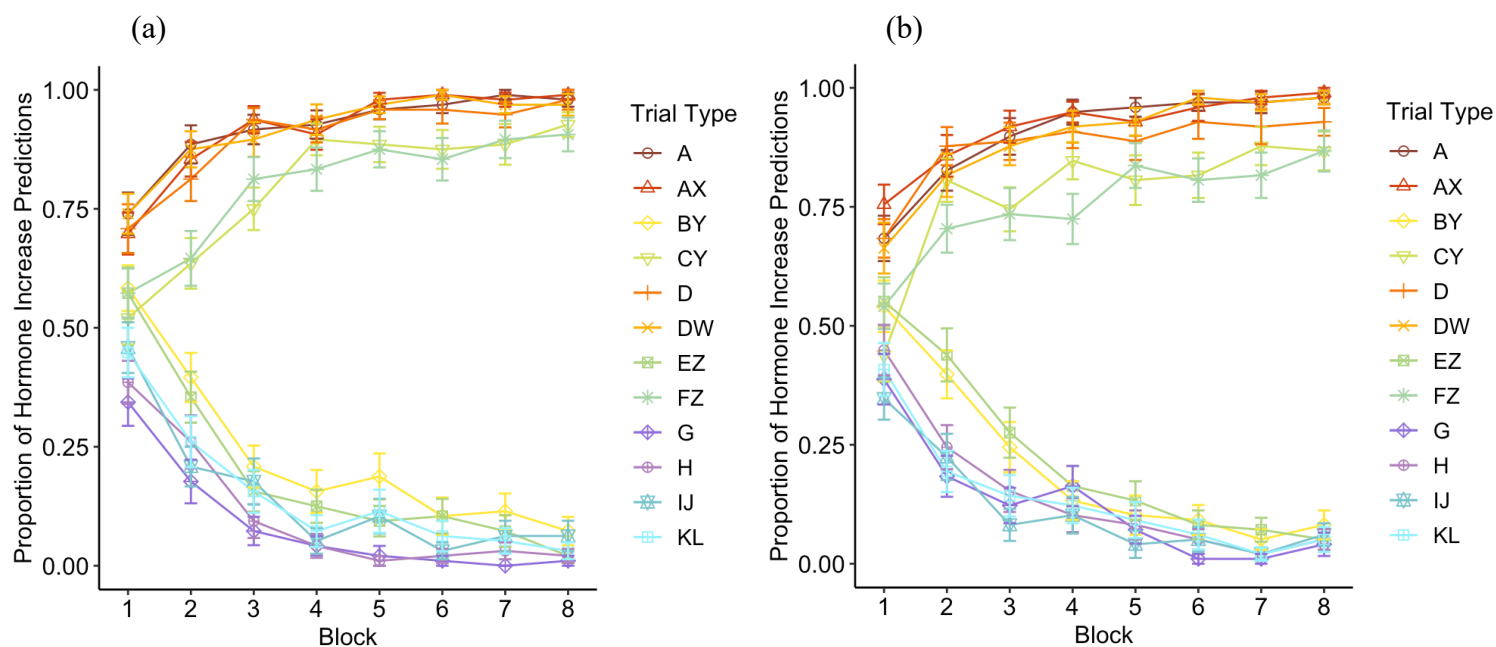 (a)
Proportion of Hormone Increase Predictions
1.00
0.75
0.50
0.25
0.00
1 2 3 4 5 6 7 8
Block
Trial Type
A
AX
BY
CY
D
DW
EZ
FZ
G
H
IJ
KL
(b)
Proportion of Hormone Increase Predictions
1.00
0.75
0.50
0.25
0.00
1 2 3 4 5 6 7 8
Block
Trial Type
A
AX
BY
CY
D
DW
EZ
FZ
G
H
IJ
KL